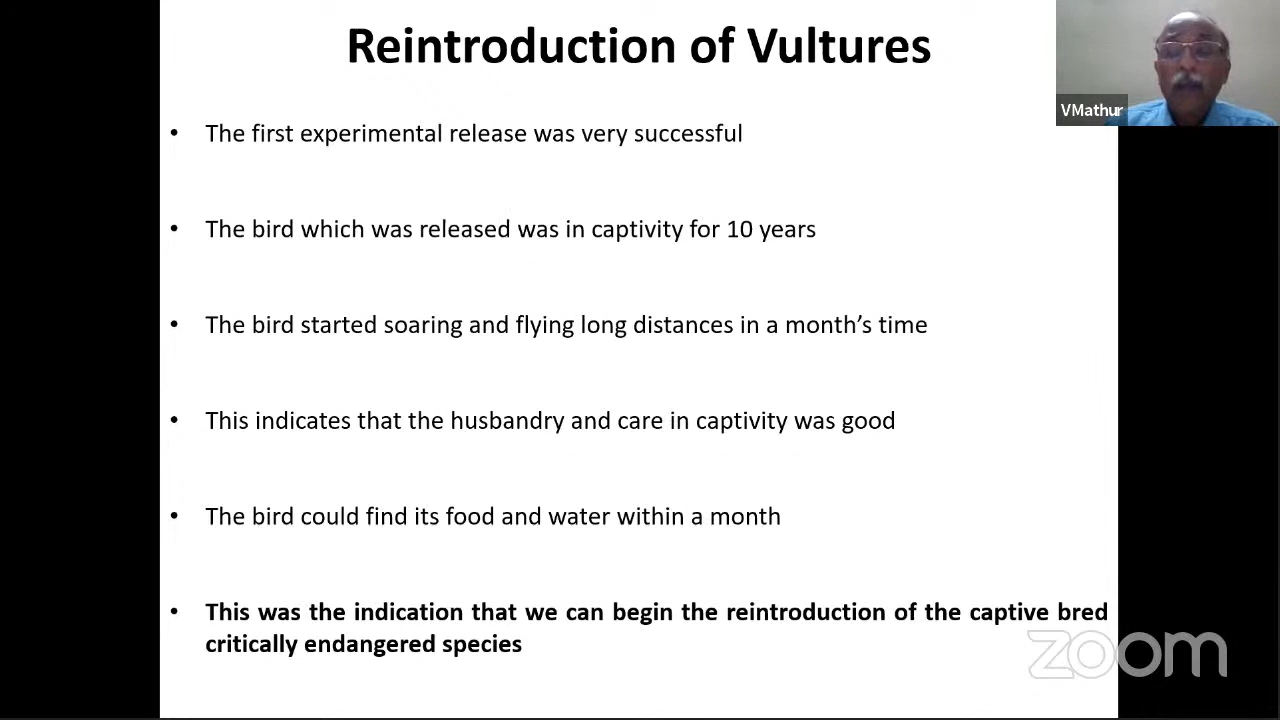 Reintroduction of Vultures
VMathur
• The first experimental release was very successful
• The bird which was released was in captivity for 10 years
• The bird started soaring and flying long distances in a month’s time
• This indicates that the husbandry and care in captivity was good
• The bird could find its food and water within a month
• This was the indication that we can begin the reintroduction of the captive bred
critically endangered species
zoom